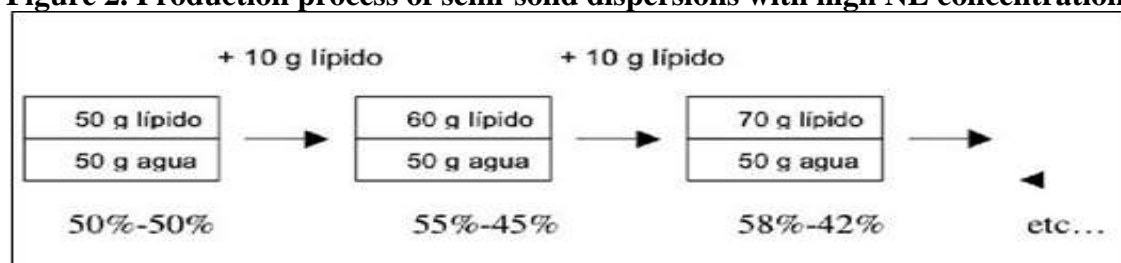 Figure 2. Production process of semi-solid dispersions with high NL concentration
+ 10 g lípido + 10 g lípido
50 g lípido 60 g lípido 70 g lípido
50 g agua 50 g agua 50 g agua
50%-50% 55%-45% 58%-42% etc...